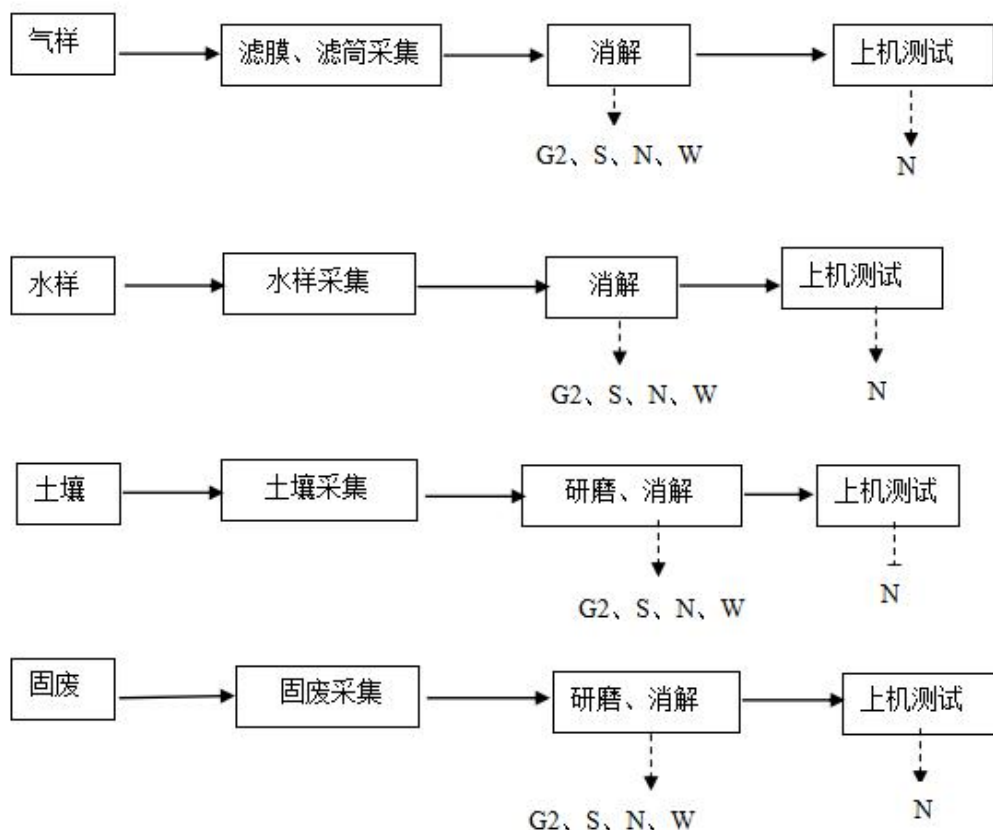 气样 滤膜、滤筒采集 消解 上机测试
G2、S、N、W N
水样 水样采集 消解 上机测试
G2、S、N、W N
土壤 土壤采集 研磨、消解 上机测试
G2、S、N、W N
固废 固废采集 研磨、消解 上机测试
G2、S、N、W N